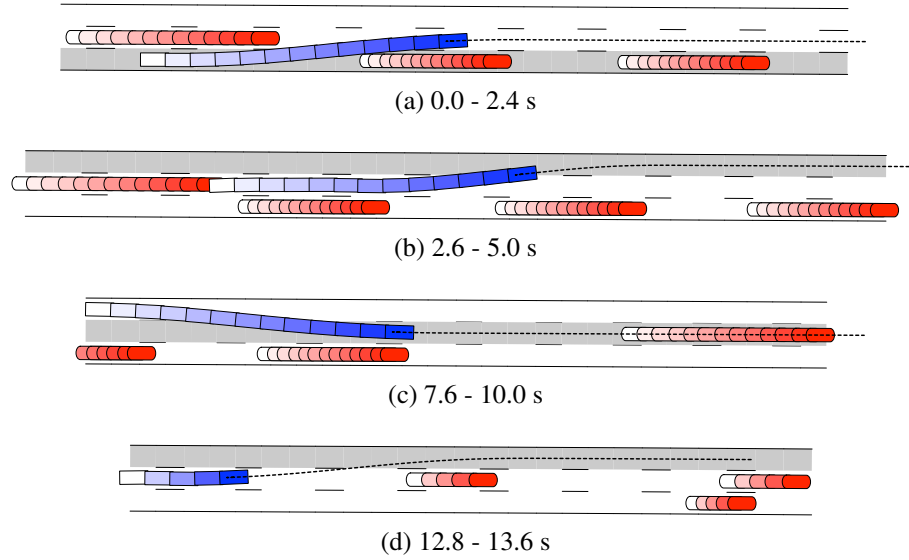 (a) 0.0 - 2.4 s
(b) 2.6 - 5.0 s
(c) 7.6 - 10.0 s
(d) 12.8 - 13.6 s